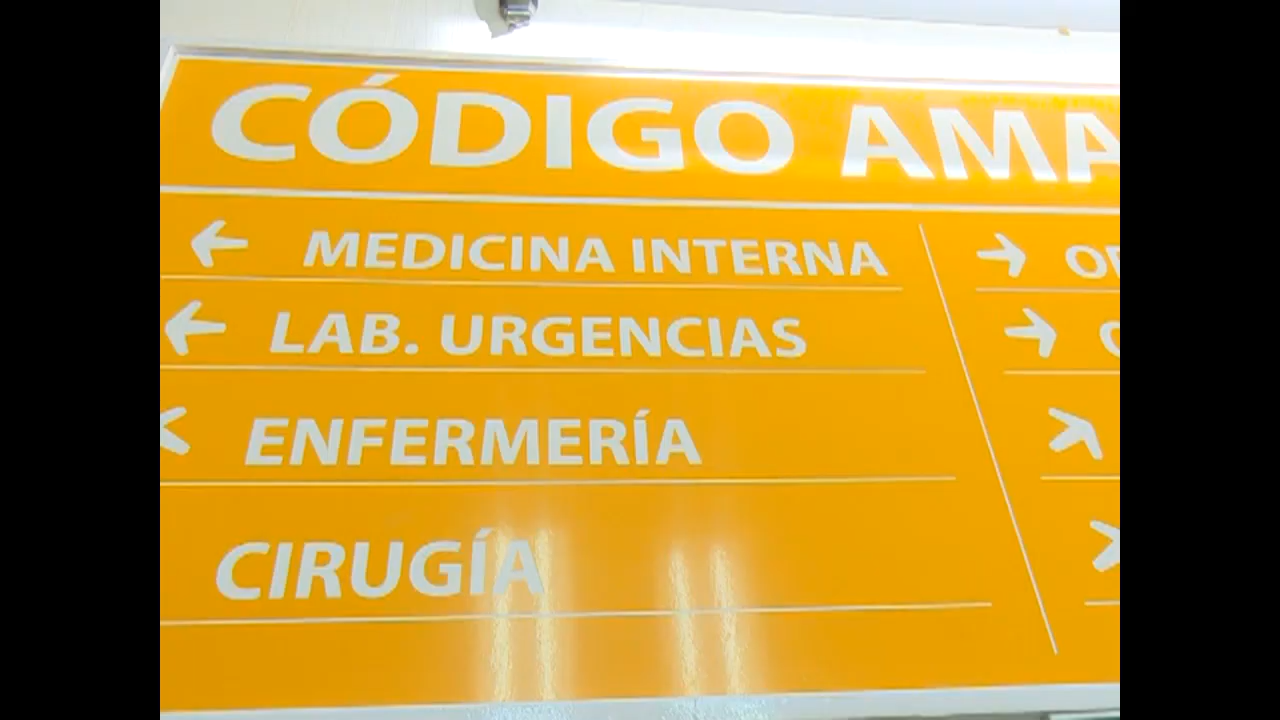 CÓDIGO
MEDICINA INTERNA
LAB. URGENCIAS
ENFERMERÍA
CIRUGÍA